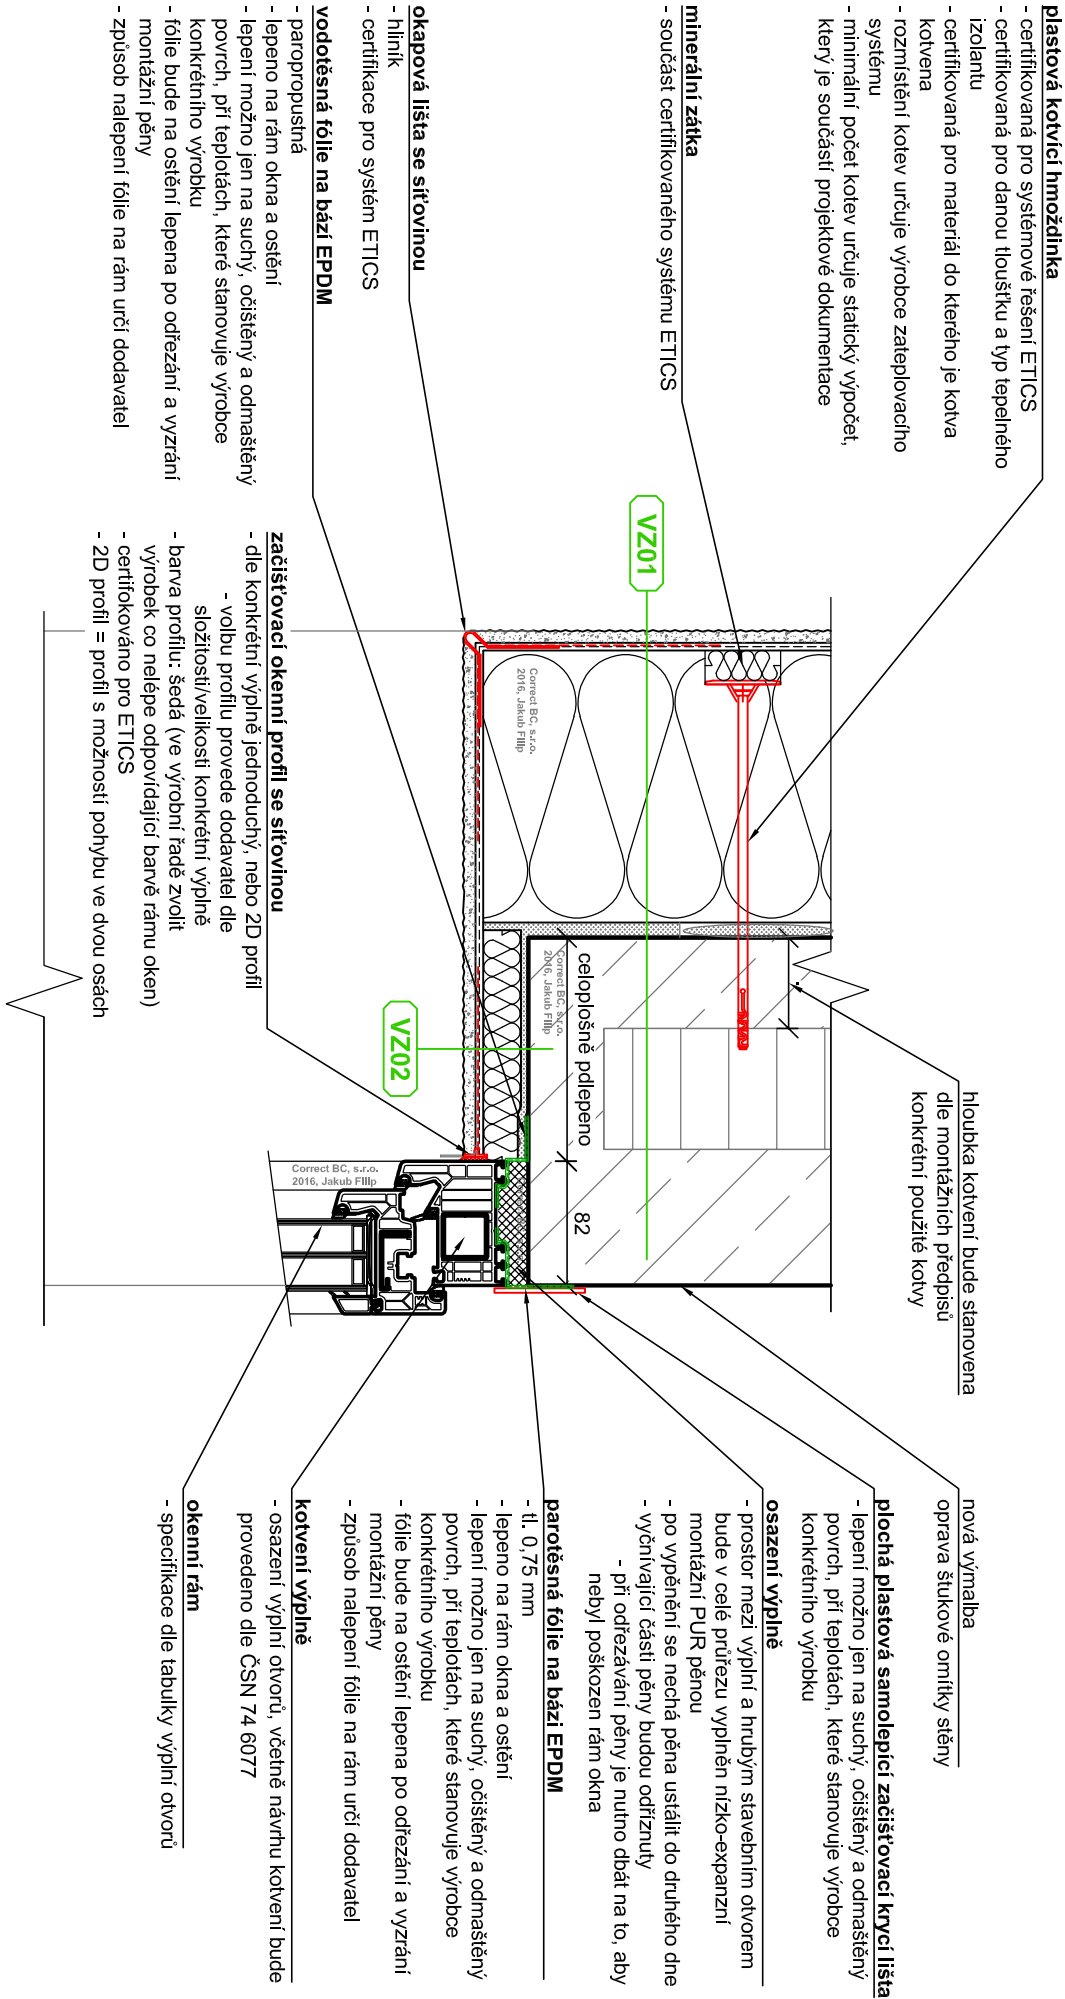 plastová kotvící hmoždinka
- certifikovaná pro systémové řešení ETICS
- certifikovaná pro danou tloušťku a typ tepelného
izolantu
- certifikovaná pro materiál do kterého je kotva
kotvena
- rozmístění kotev určuje výrobce zateplovacího
systému
- minimální počet kotev určuje statický výpočet,
který je součástí projektové dokumentace
minerální zátka
- součást certifikovaného systému ETICS
okapová lišta se síťovinou
- hliník
- certifikace pro systém ETICS
vodotěsná fólie na bází EPDM
- paropropustná
- lepeno na rám okna a ostění
- lepení možno jen na suchý, očištěný a odmaštěný
povrch, pří teplotách, které stanovuje výrobce
konkrétního výrobku
- fólie bude na ostění lepena po odřezání a vyzrání
montážní pěny
- způsob nalepení fólie na rám určí dodavatel
začišťovací okenní profil se síťovinou
- dle konkrétní výplně jednoduchý, nebo 2D profil
- volbu profilu provede dodavatel dle
složitosti/velikosti konkrétní výplně
- barva profilu: šedá (ve výrobní řadě zvolit
výrobek co nelépe odpovídající barvě rámu oken)
- certifokováno pro ETICS
- 2D profil = profil s možností pohybu ve dvou osách
VZ01
VZ02
Correct BC, s.r.o.
2016, Jakub FIlIp
Correct BC, s.r.o.
2016, Jakub FIlIp
Correct BC, s.r.o.
2016, Jakub FIlIp
celoplošně pdlepeno
82
hloubka kotvení bude stanovena
dle montážních předpisů
konkrétní použité kotvy
nová výmalba
oprava štukové omítky stěny
plochá plastová samolepící začišťovací krycí lišta
- lepení možno jen na suchý, očištěný a odmaštěný
povrch, pří teplotách, které stanovuje výrobce
konkrétního výrobku
osazení výplně
- prostor mezi výplní a hrubým stavebním otvorem
bude v celé průřezu vyplněn nízko-expanzní
montážní PUR pěnou
- po vypěnění se nechá pěna ustálit do druhého dne
- vyčnívající části pěny budou odříznuty
- při odřezávání pěny je nutno dbát na to, aby
nebyl poškozen rám okna
parotěsná fólie na bázi EPDM
- tl. 0,75 mm
- lepeno na rám okna a ostění
- lepení možno jen na suchý, očištěný a odmaštěný
povrch, pří teplotách, které stanovuje výrobce
konkrétního výrobku
- fólie bude na ostění lepena po odřezání a vyzrání
montážní pěny
- způsob nalepení fólie na rám určí dodavatel
kotvení výplně
- osazení výplní otvorů, včetně návrhu kotvení bude
provedeno dle ČSN 74 6077
okenní rám
- specifikace dle tabulky výplní otvorů